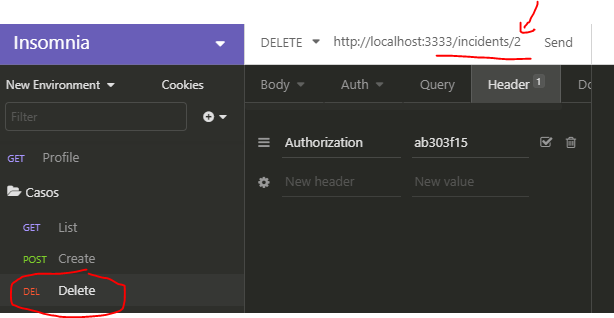 Insomnia
DELETE http://localhost:3333/incidents/2 Send
New Environment Cookies
Body Auth Query Header 1
Filter
Authorization ab303f15
GET Profile
New header New value
Casos
GET List
POST Create
DEL Delete